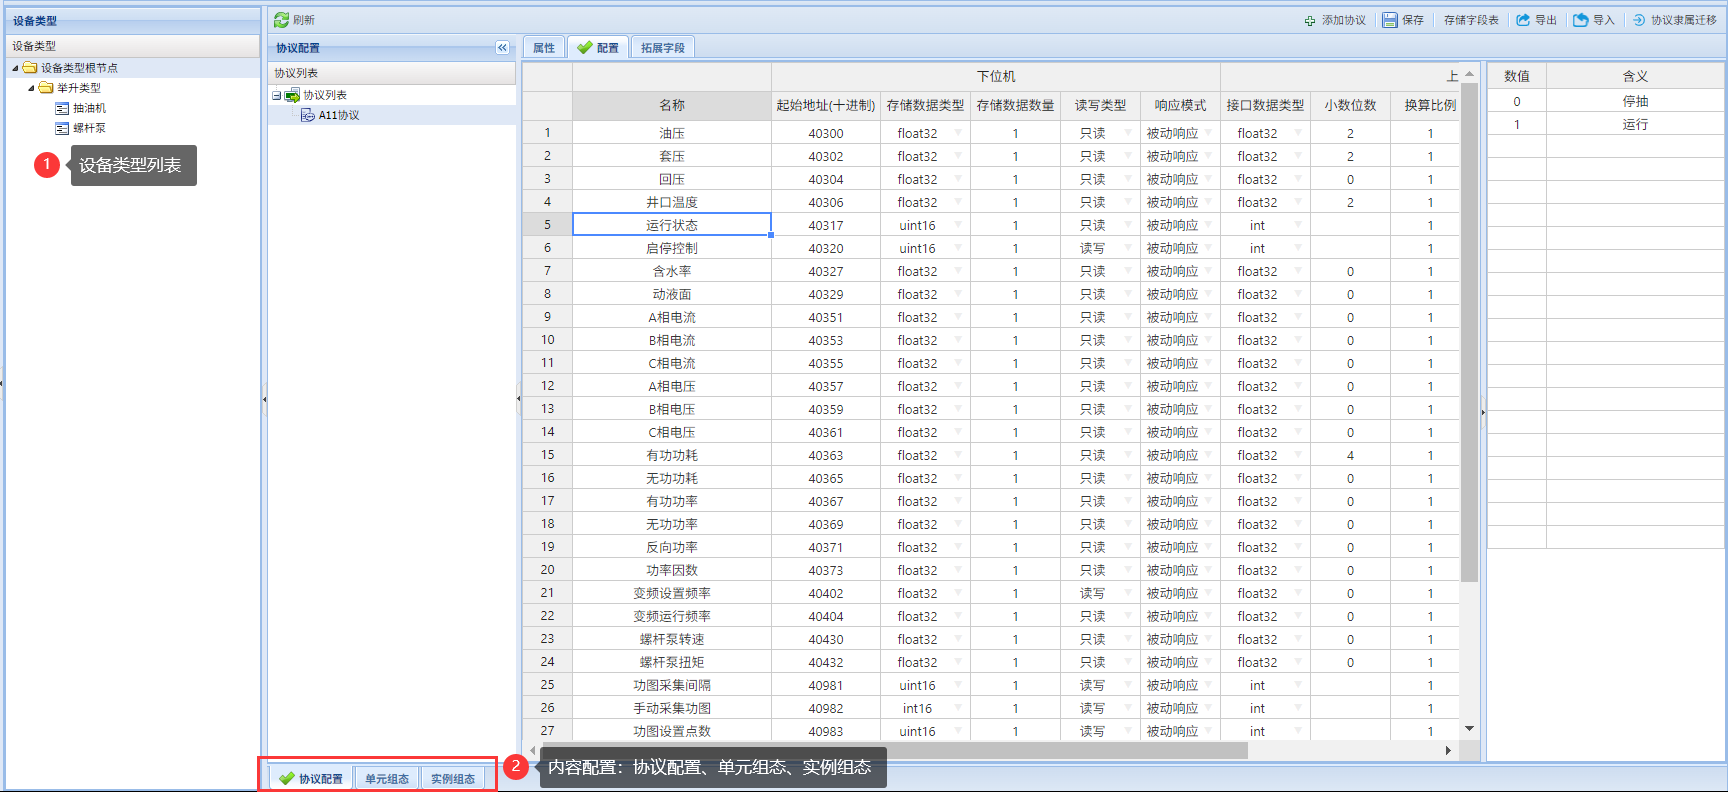 设备类型
刷新
添加协议 保存 存储字段表 导出 导入 协议隶属迁移
设备类型
设备类型根节点
举升类型
抽油机
螺杆泵
1 设备类型列表
协议配置
协议列表
协议列表
A11协议
属性 配置 拓展字段
下位机 上
名称 起始地址(十进制) 存储数据类型 存储数据数量 读写类型 响应模式 接口数据类型 小数位数 换算比例
1 油压 40300 float32 1 只读 被动响应 float32 2 1
2 套压 40302 float32 1 只读 被动响应 float32 2 1
3 回压 40304 float32 1 只读 被动响应 float32 0 1
4 井口温度 40306 float32 1 只读 被动响应 float32 2 1
5 运行状态 40317 uint16 1 只读 被动响应 int 1
6 启停控制 40320 uint16 1 读写 被动响应 int 1
7 含水率 40327 float32 1 只读 被动响应 float32 0 1
8 动液面 40329 float32 1 只读 被动响应 float32 0 1
9 A相电流 40351 float32 1 只读 被动响应 float32 0 1
10 B相电流 40353 float32 1 只读 被动响应 float32 0 1
11 C相电流 40355 float32 1 只读 被动响应 float32 0 1
12 A相电压 40357 float32 1 只读 被动响应 float32 0 1
13 B相电压 40359 float32 1 只读 被动响应 float32 0 1
14 C相电压 40361 float32 1 只读 被动响应 float32 0 1
15 有功功耗 40363 float32 1 只读 被动响应 float32 4 1
16 无功功耗 40365 float32 1 只读 被动响应 float32 0 1
17 有功功率 40367 float32 1 只读 被动响应 float32 0 1
18 无功功率 40369 float32 1 只读 被动响应 float32 0 1
19 反向功率 40371 float32 1 只读 被动响应 float32 0 1
20 功率因数 40373 float32 1 只读 被动响应 float32 0 1
21 变频设置频率 40402 float32 1 读写 被动响应 float32 0 1
22 变频运行频率 40404 float32 1 只读 被动响应 float32 0 1
23 螺杆泵转速 40430 float32 1 只读 被动响应 float32 0 1
24 螺杆泵扭矩 40432 float32 1 只读 被动响应 float32 0 1
25 功图采集间隔 40981 uint16 1 读写 被动响应 int 1
26 手动采集功图 40982 int16 1 读写 被动响应 int 1
27 功图设置点数 40983 uint16 1 读写 被动响应 int 1
数值 含义
0 停抽
1 运行
协议配置 单元组态 实例组态
2 内容配置：协议配置、单元组态、实例组态